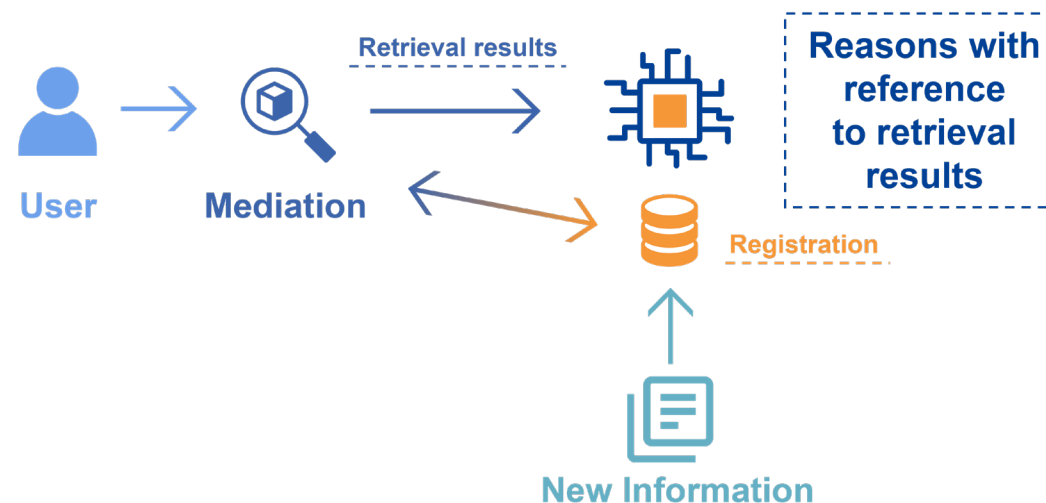 Retrieval results
Reasons with
reference
to retrieval
results
User
Mediation
Registration
New Information